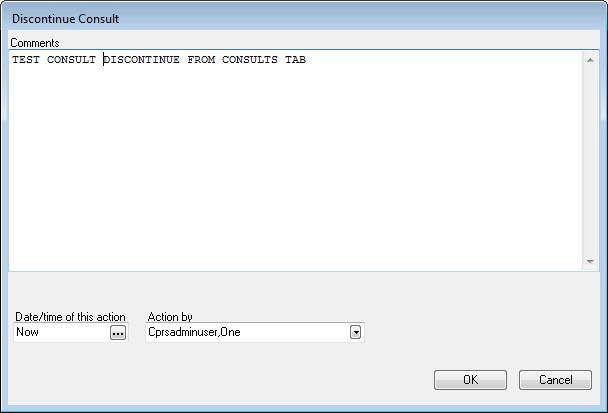 Discontinue Consult
Comments
TEST CONSULT DISCONTINUE FROM CONSULTS TAB
Date/time of this action
Action by
Now
...
Cprsadminuser,One
OK
Cancel